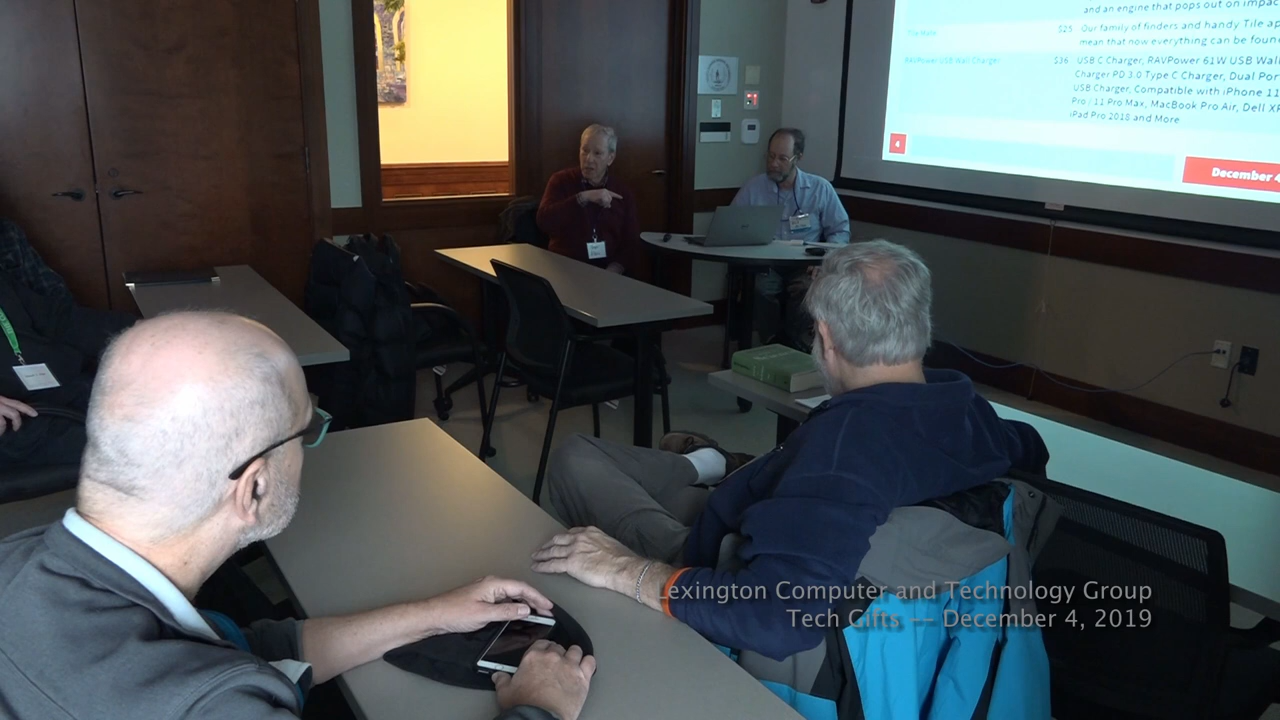 and an engine that pops out on impac
Tile Mate $25 Our family of finders and handy Tile ap
mean that now everything can be foun
RAVPower USB Wall Charger $36 USB C Charger, RAVPower 61W USB Wall
Charger PD 3.0 Type C Charger, Dual Por
USB Charger, Compatible with iPhone 11
Pro / 11 Pro Max, MacBook Pro Air, Dell XP
iPad Pro 2018 and More
4
December 4
Lexington Computer and Technology Group
Tech Gifts — December 4, 2019